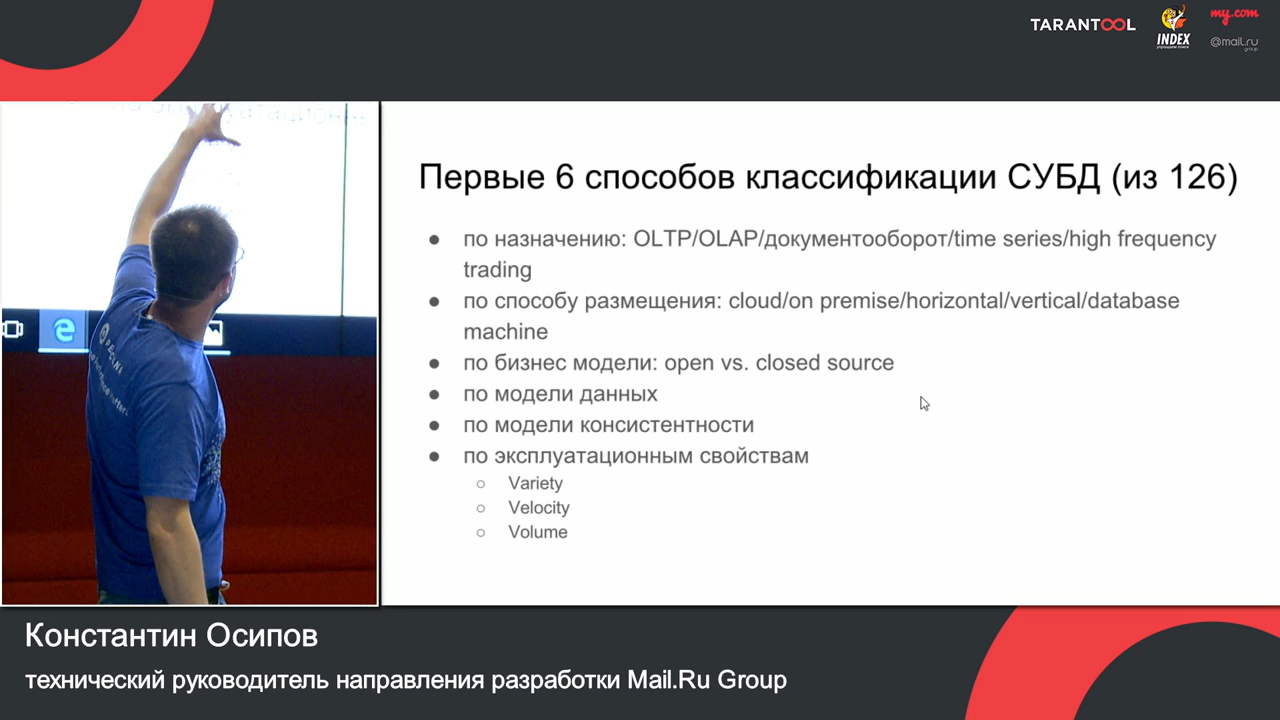 TARANTOOL
INDEX
my.com
@mail.ru
group
Первые 6 способов классификации СУБД (из 126)
● по назначению: OLTP/OLAP/документооборот/time series/high frequency
trading
● по способу размещения: cloud/on premise/horizontal/vertical/database
machine
● по бизнес модели: open vs. closed source
● по модели данных
● по модели консистентности
● по эксплуатационным свойствам
○ Variety
○ Velocity
○ Volume
Константин Осипов
технический руководитель направления разработки Mail.Ru Group